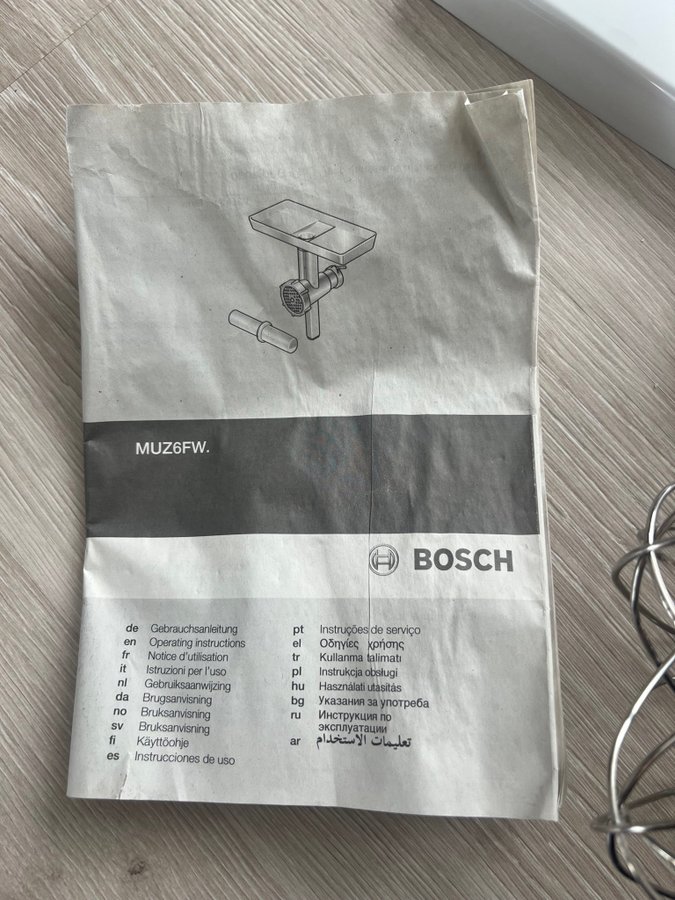 MUZ6FW.
BOSCH
de Gebrauchsanleitung
en Operating instructions
fr Notice d'utilisation
it Istruzioni per l'uso
nl Gebruiksaanwijzing
da Brugsanvisning
no Bruksanvisning
sv Bruksanvisning
fi Käyttöohje
es Instrucciones de uso
pt Instruções de serviço
el Οδηγίες χρήσης
tr Kullanma talimatı
pl Instrukcja obsługi
hu Használati utasítás
bg Указания за употреба
ru Инструкция по
эксплуатации
ar تعليمات الاستخدام